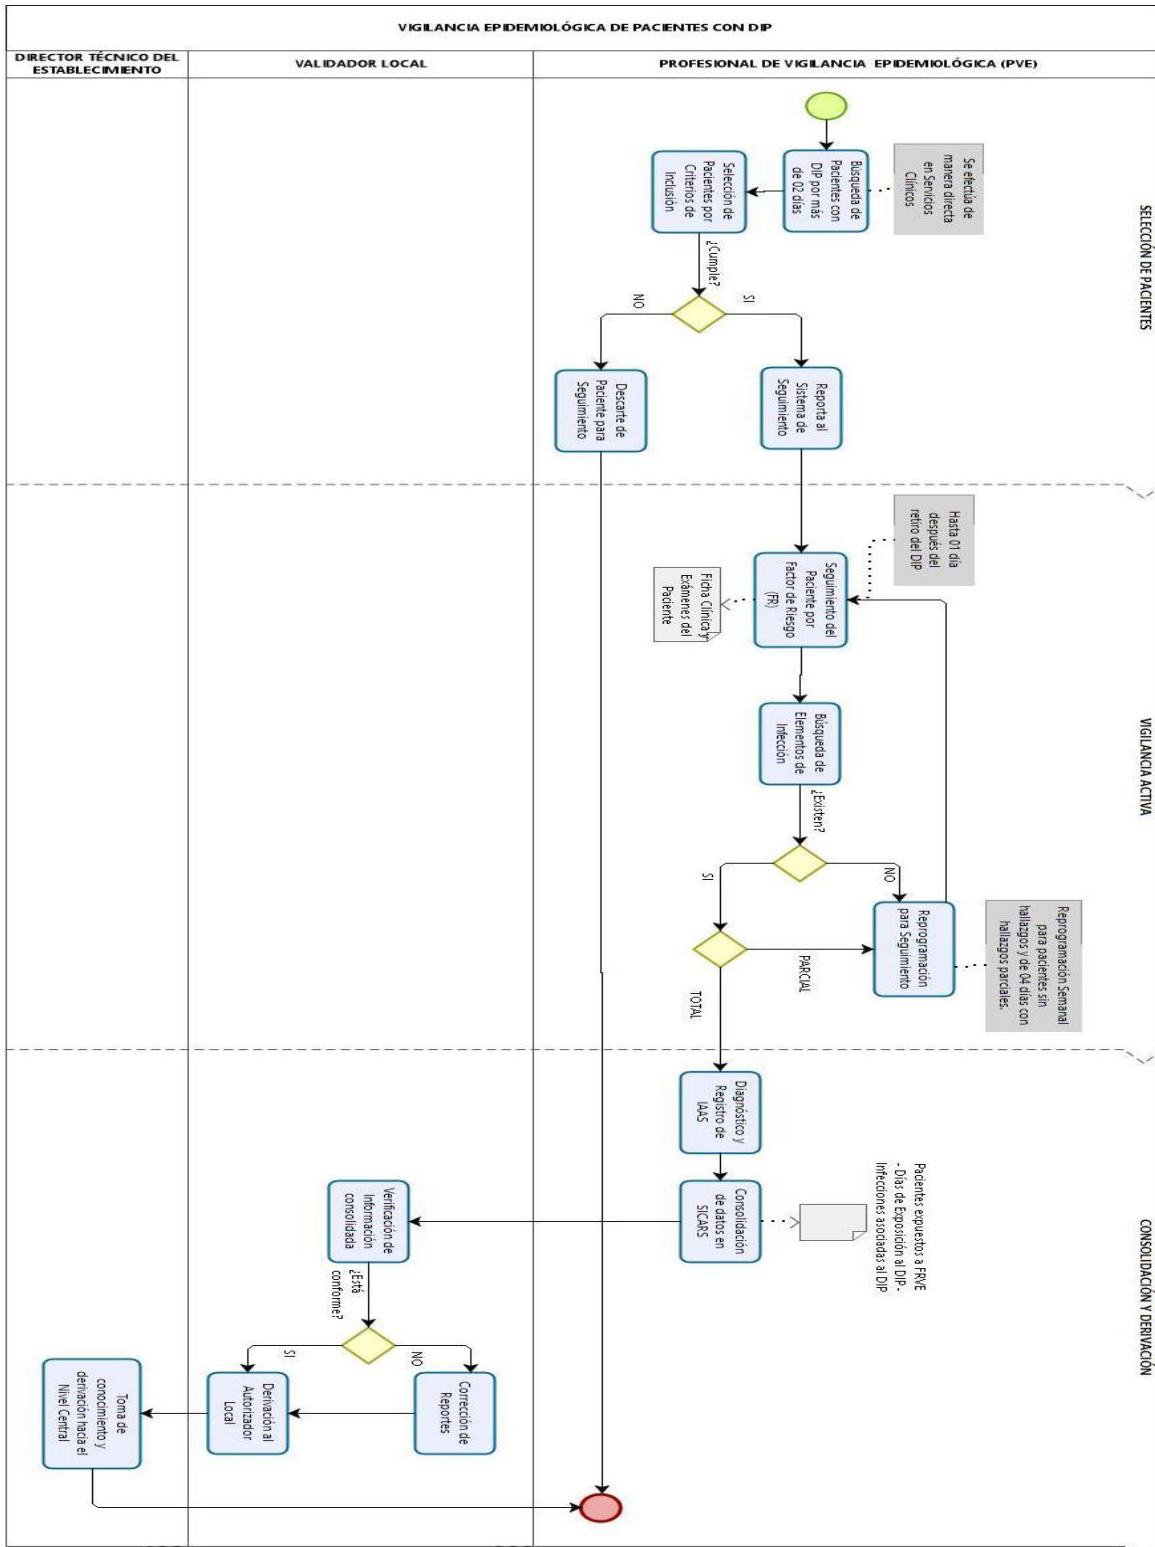 VIGILANCIA EPIDEMIOLÓGICA DE PACIENTES CON DIP
DIRECTOR TÉCNICO DEL
ESTABLECIMIENTO
VALIDADOR LOCAL
PROFESIONAL DE VIGILANCIA EPIDEMIOLÓGICA (PVE)
SELECCIÓN DE PACIENTES
Se efectúa de
manera directa
en Servicios
Clínicos
Búsqueda de
Pacientes con
DIP por más
de 02 días
Selección de
Pacientes por
Criterios de
Inclusión
¿Cumple?
SI
NO
Reporta al
Sistema de
Seguimiento
Descarte de
Paciente para
Seguimiento
VIGILANCIA ACTIVA
Hasta 01 día
después del
retiro del DIP
Seguimiento del
Paciente por
Factor de Riesgo
(FR)
Ficha Clínica y
Exámenes del
Paciente
Búsqueda de
Elementos de
Infección
¿Existen?
NO
SI
Reprogramación
para Seguimiento
Reprogramación Semanal
para pacientes sin
hallazgos y de 04 días con
hallazgos parciales.
PARCIAL
TOTAL
CONSOLIDACIÓN Y DERIVACIÓN
Diagnóstico y
Registro de
IAAS
Consolidación
de datos en
SICARS
Pacientes expuestos a FRVE
- Días de Exposición al DIP -
Infecciones asociadas al DIP
Verificación de
Información
consolidada
¿Está
conforme?
NO
SI
Corrección de
Reportes
Derivación al
Autorizador
Local
Toma de
conocimiento y
derivación hacia el
Nivel Central